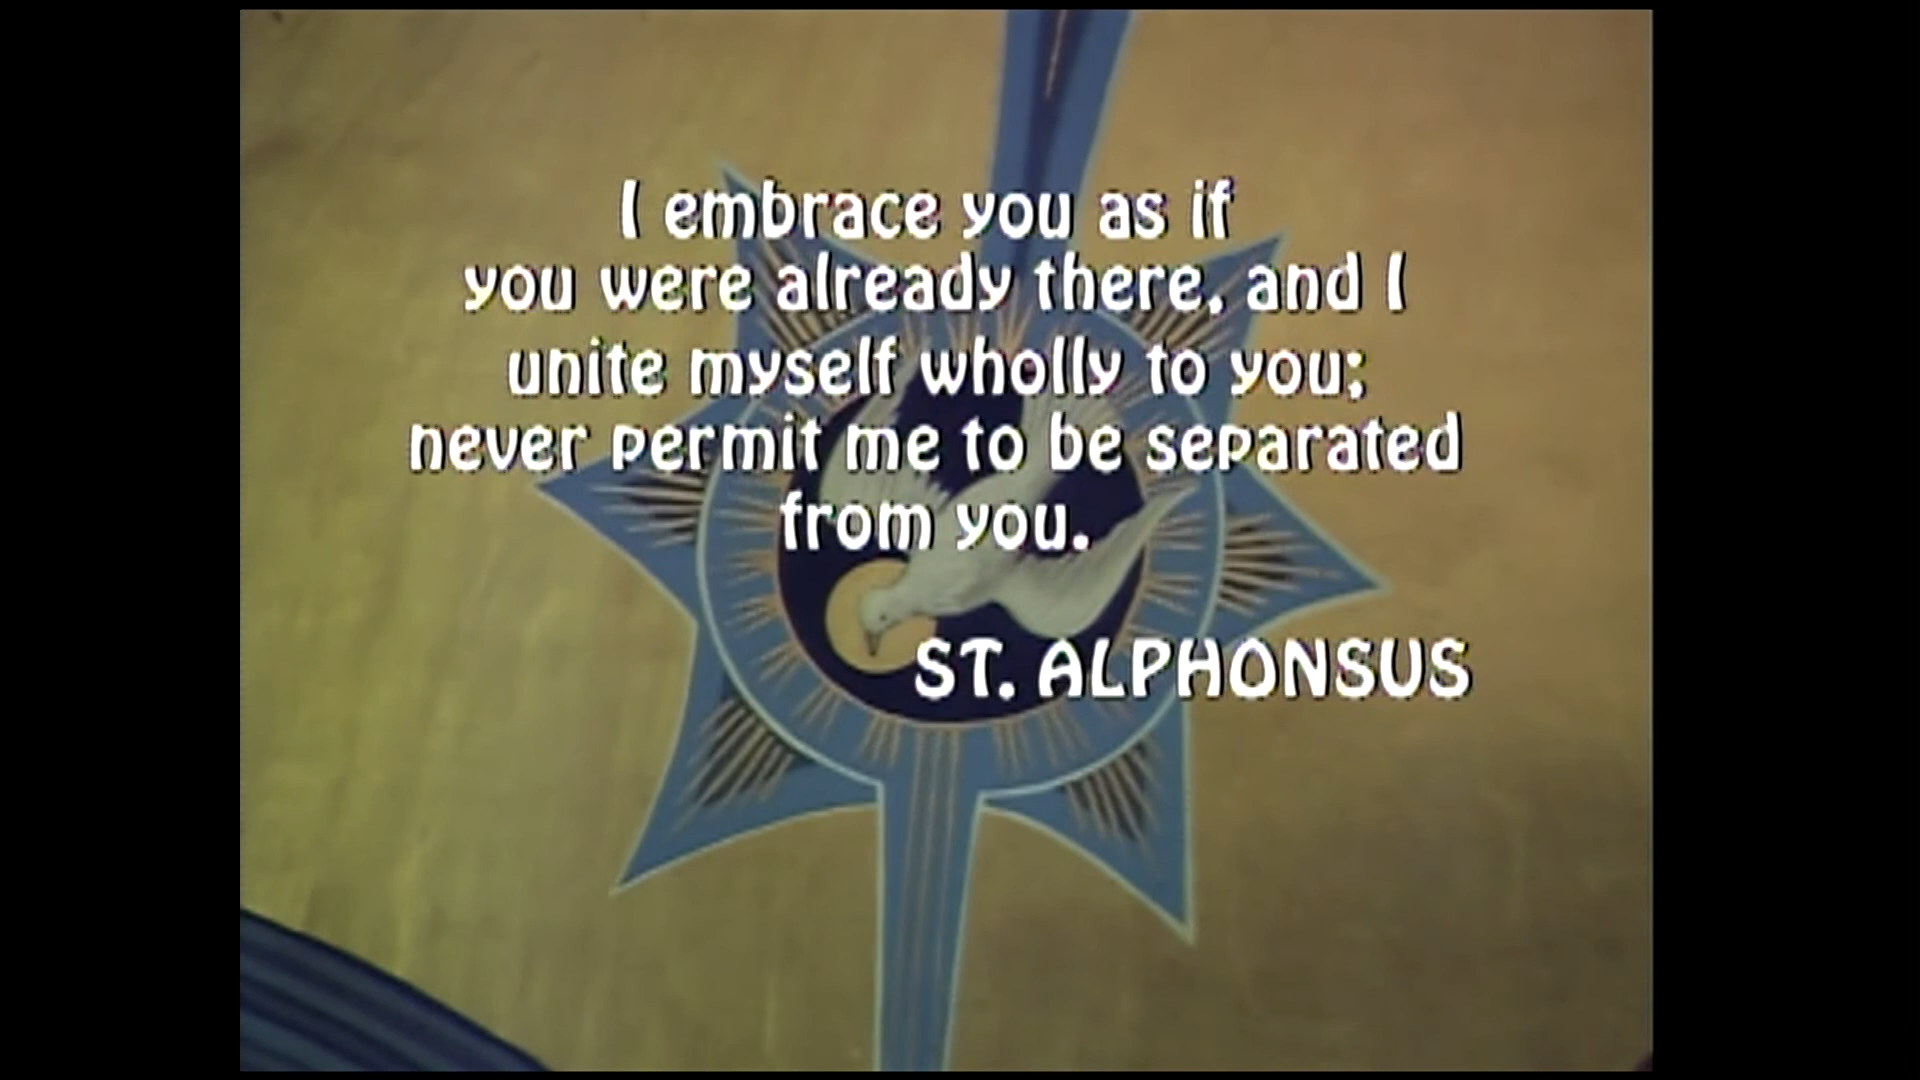 I embrace you as if
you were already there, and I
unite myself wholly to you;
never permit me to be separated
from you.
ST. ALPHONSUS